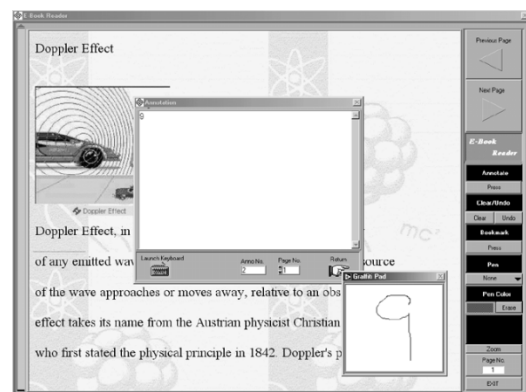 E-Book Reader
Doppler Effect
Doppler Effect
Doppler Effect, in
of any emitted wav
source
of the wave approaches or moves away, relative to an obs
effect takes its name from the Austrian physicist Christian
who first stated the physical principle in 1842. Doppler's p
mc²
Annotation
9
Launch Keyboard
Anno No.
2
Page No.
1
Return
Graffiti Pad
9
Previous Page
Next Page
E-Book
Reader
Annotate
Press
Clear/Undo
Clear
Undo
Bookmark
Press
Pen
None
Pen Color
Erase
Zoom
Page No.
1
EXIT